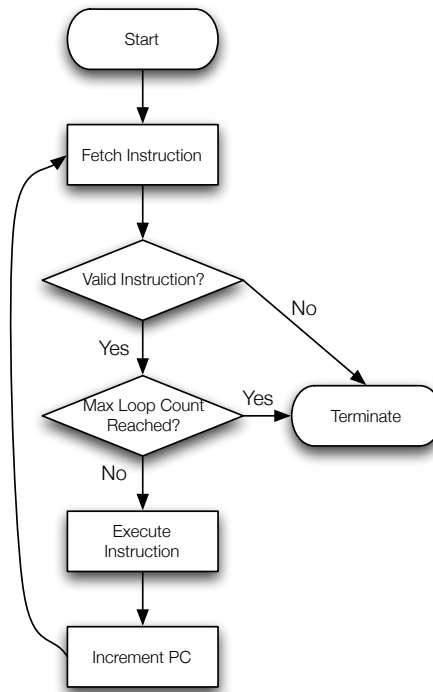 Start
Fetch Instruction
Valid Instruction?
No
Yes
Max Loop Count
Reached?
Yes
Terminate
No
Execute
Instruction
Increment PC